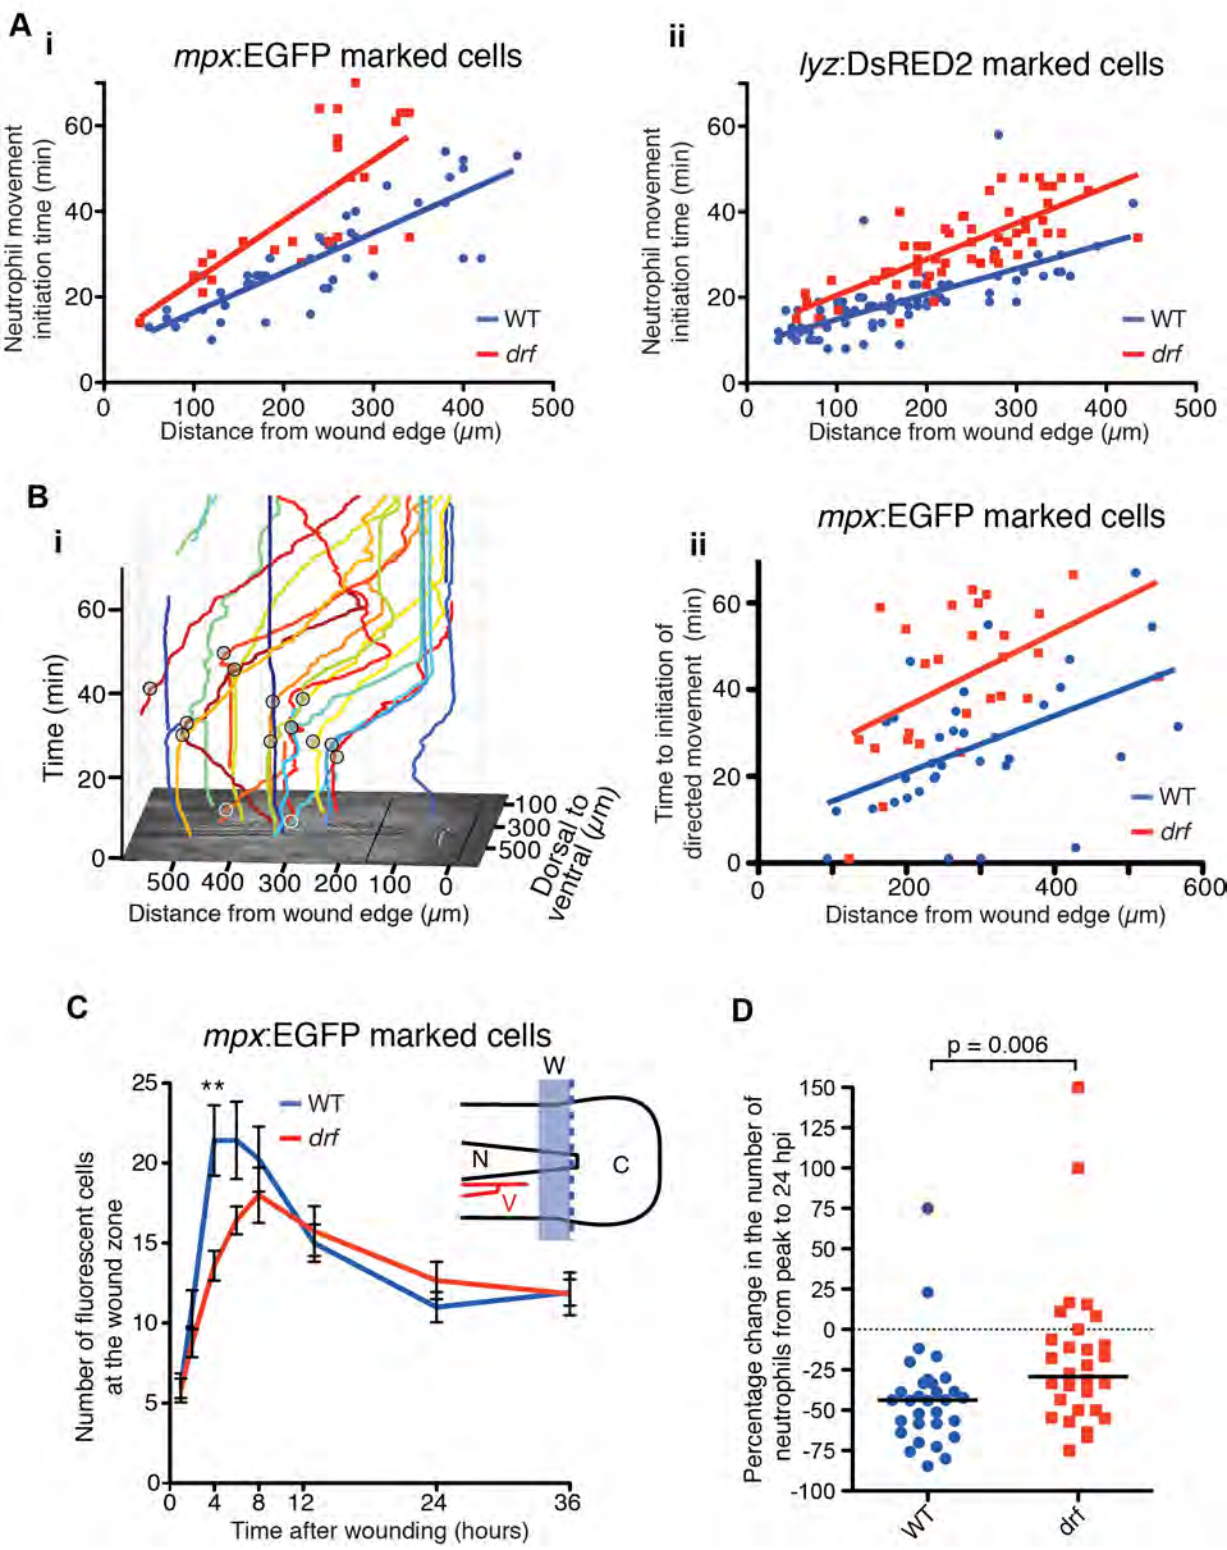 A
i
mpx:EGFP marked cells
Neutrophil movement
initiation time (min)
60
40
20
0
0 100 200 300 400 500
Distance from wound edge (µm)
WT
drf
ii
lyz:DsRED2 marked cells
Neutrophil movement
initiation time (min)
60
40
20
0
0 100 200 300 400 500
Distance from wound edge (µm)
WT
drf
B
i
Time (min)
60
40
20
0
500 400 300 200 100 0
Distance from wound edge (µm)
100
300
500
Dorsal to
ventral (µm)
ii
mpx:EGFP marked cells
Time to initiation of
directed movement (min)
60
40
20
0
0 200 400 600
Distance from wound edge (µm)
WT
drf
C
mpx:EGFP marked cells
Number of fluorescent cells
at the wound zone
25
20
15
10
5
0
0 4 8 12 24 36
Time after wounding (hours)
**
WT
drf
W
N
C
V
D
p = 0.006
Percentage change in the number of
neutrophils from peak to 24 hpi
150
125
100
75
50
25
0
-25
-50
-75
-100
WT
drf